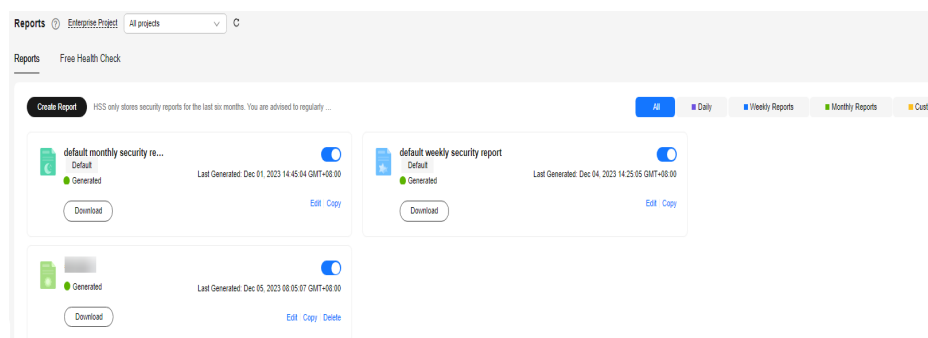 Reports ? Enterprise Project All projects
Reports Free Health Check
Create Report HSS only stores security reports for the last six months. You are advised to regularly ...
All Daily Weekly Reports Monthly Reports Cust
default monthly security re...
Default
Generated
Last Generated: Dec 01, 2023 14:45:04 GMT+08:00
Download
Edit Copy
default weekly security report
Default
Generated
Last Generated: Dec 04, 2023 14:25:05 GMT+08:00
Download
Edit Copy
Generated
Last Generated: Dec 05, 2023 08:05:07 GMT+08:00
Download
Edit Copy Delete